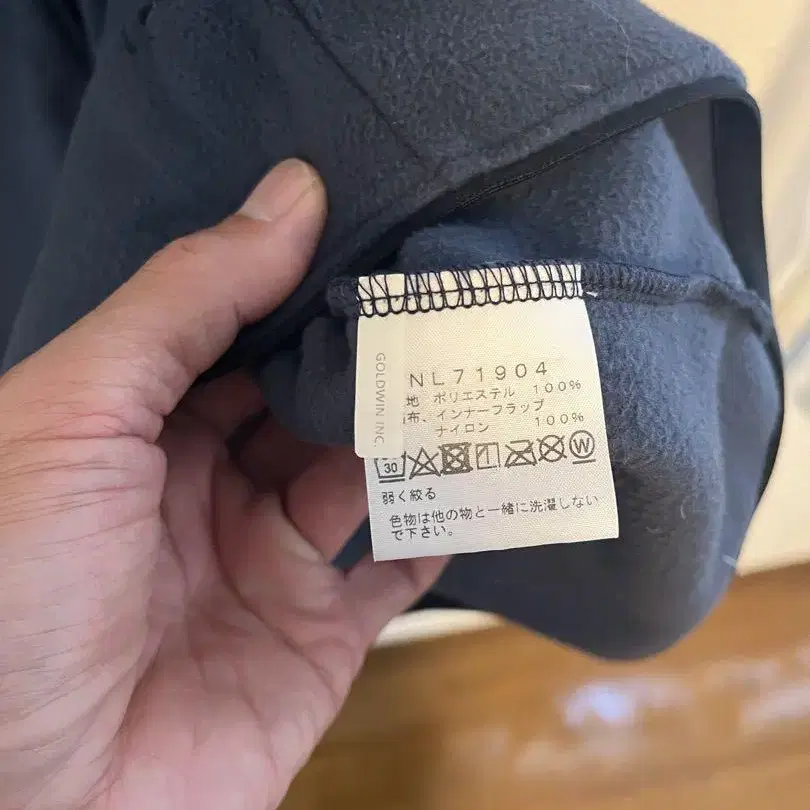 GOLDWIN INC.
NL71904
地 ポリエステル 100%
布、インナーフラップ
ナイロン 100%
30
W
弱く絞る
色物は他の物と一緒に洗濯しない
で下さい。